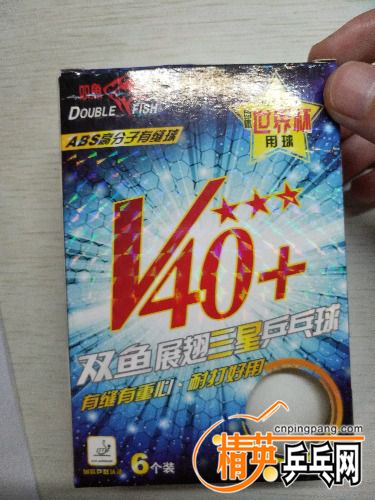 双鱼
DOUBLE FISH
ABS高分子有缝球
世界杯
用球
V40+
双鱼展翅三星乒乓球
有缝有重心·耐打好用
6个装
cnpingpang.com
精英乒乓网